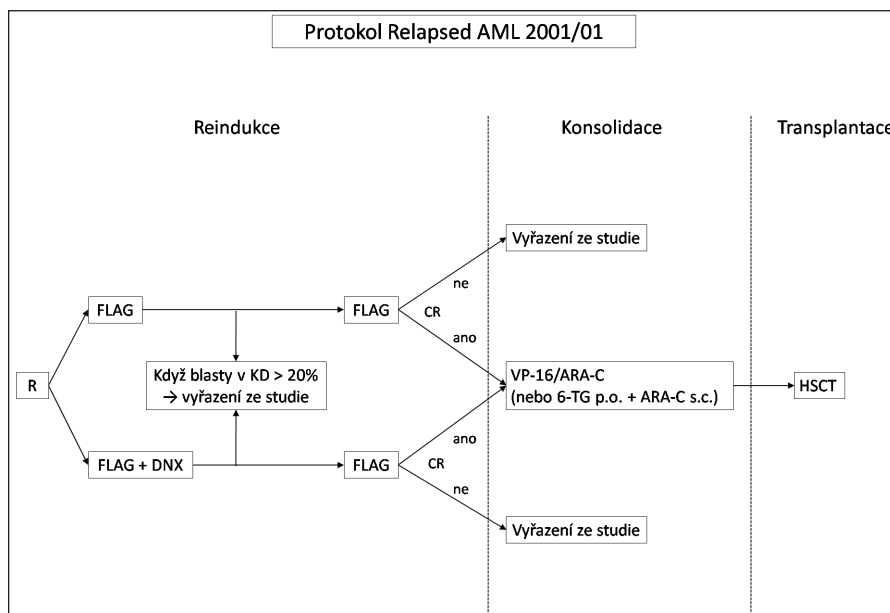 Protokol Relapsed AML 2001/01
Reindukce
Konsolidace
Transplantace
Vyřazení ze studie
ne
FLAG
FLAG
CR
ano
R
Když blasty v KD > 20%
→ vyřazení ze studie
VP-16/ARA-C
(nebo 6-TG p.o. + ARA-C s.c.)
HSCT
ano
FLAG + DNX
FLAG
CR
ne
Vyřazení ze studie